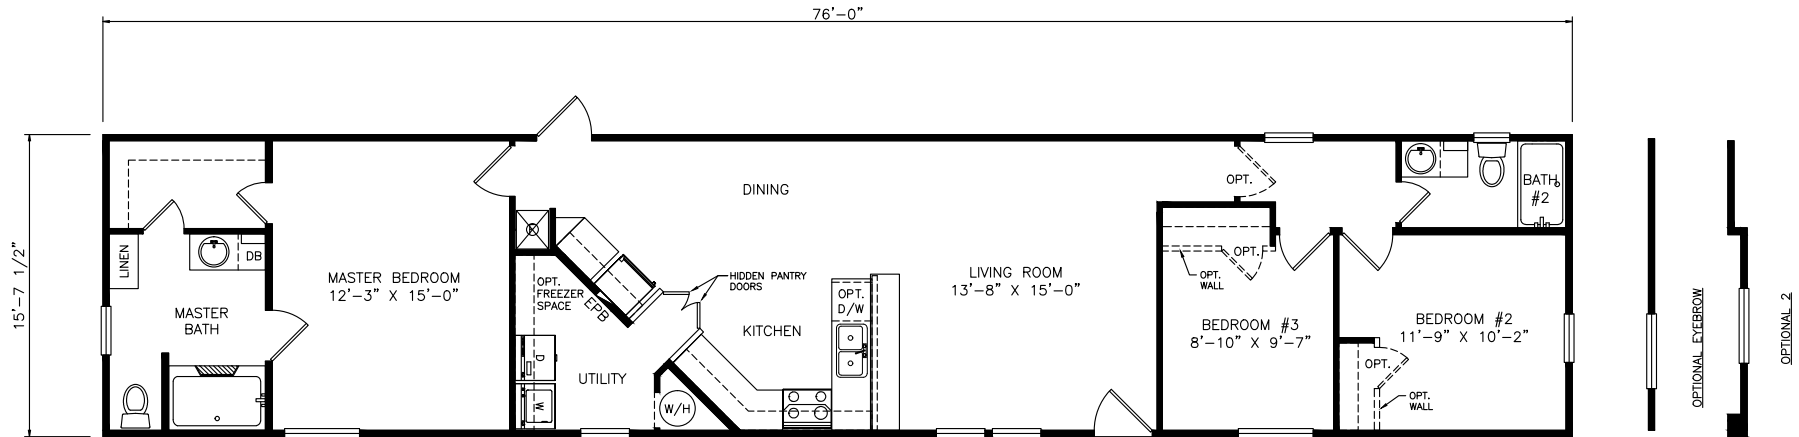 76'-0"
15'-7 1/2"
LINEN
DB
MASTER
BATH
MASTER BEDROOM
12'-3" X 15'-0"
OPT.
FREEZER
SPACE
EPB
D
W
UTILITY
W/H
DINING
HIDDEN PANTRY
DOORS
KITCHEN
OPT.
D/W
LIVING ROOM
13'-8" X 15'-0"
OPT.
OPT.
OPT.
WALL
BEDROOM #3
8'-10" X 9'-7"
BATH
#2
BEDROOM #2
11'-9" X 10'-2"
OPT.
OPT.
WALL
OPTIONAL EYEBROW
OPTIONAL 2